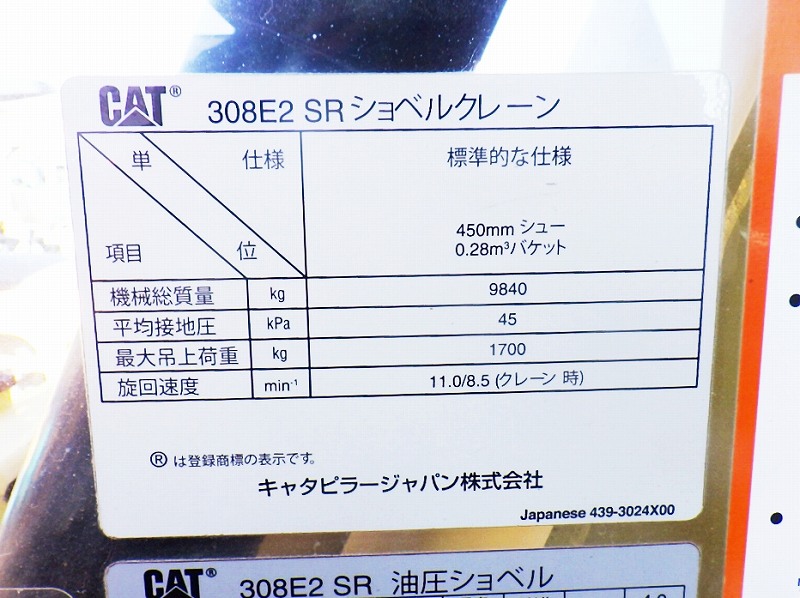 CAT® 308E2 SR ショベルクレーン
単 仕様 標準的な仕様
450mm シュー
項目 位 0.28m³バケット
機械総質量 kg 9840
平均接地圧 kPa 45
最大吊上荷重 kg 1700
旋回速度 min⁻¹ 11.0/8.5 (クレーン 時)
®は登録商標の表示です。
キャタピラージャパン株式会社
Japanese 439-3024X00
CAT® 308E2 SR 油圧ショベル